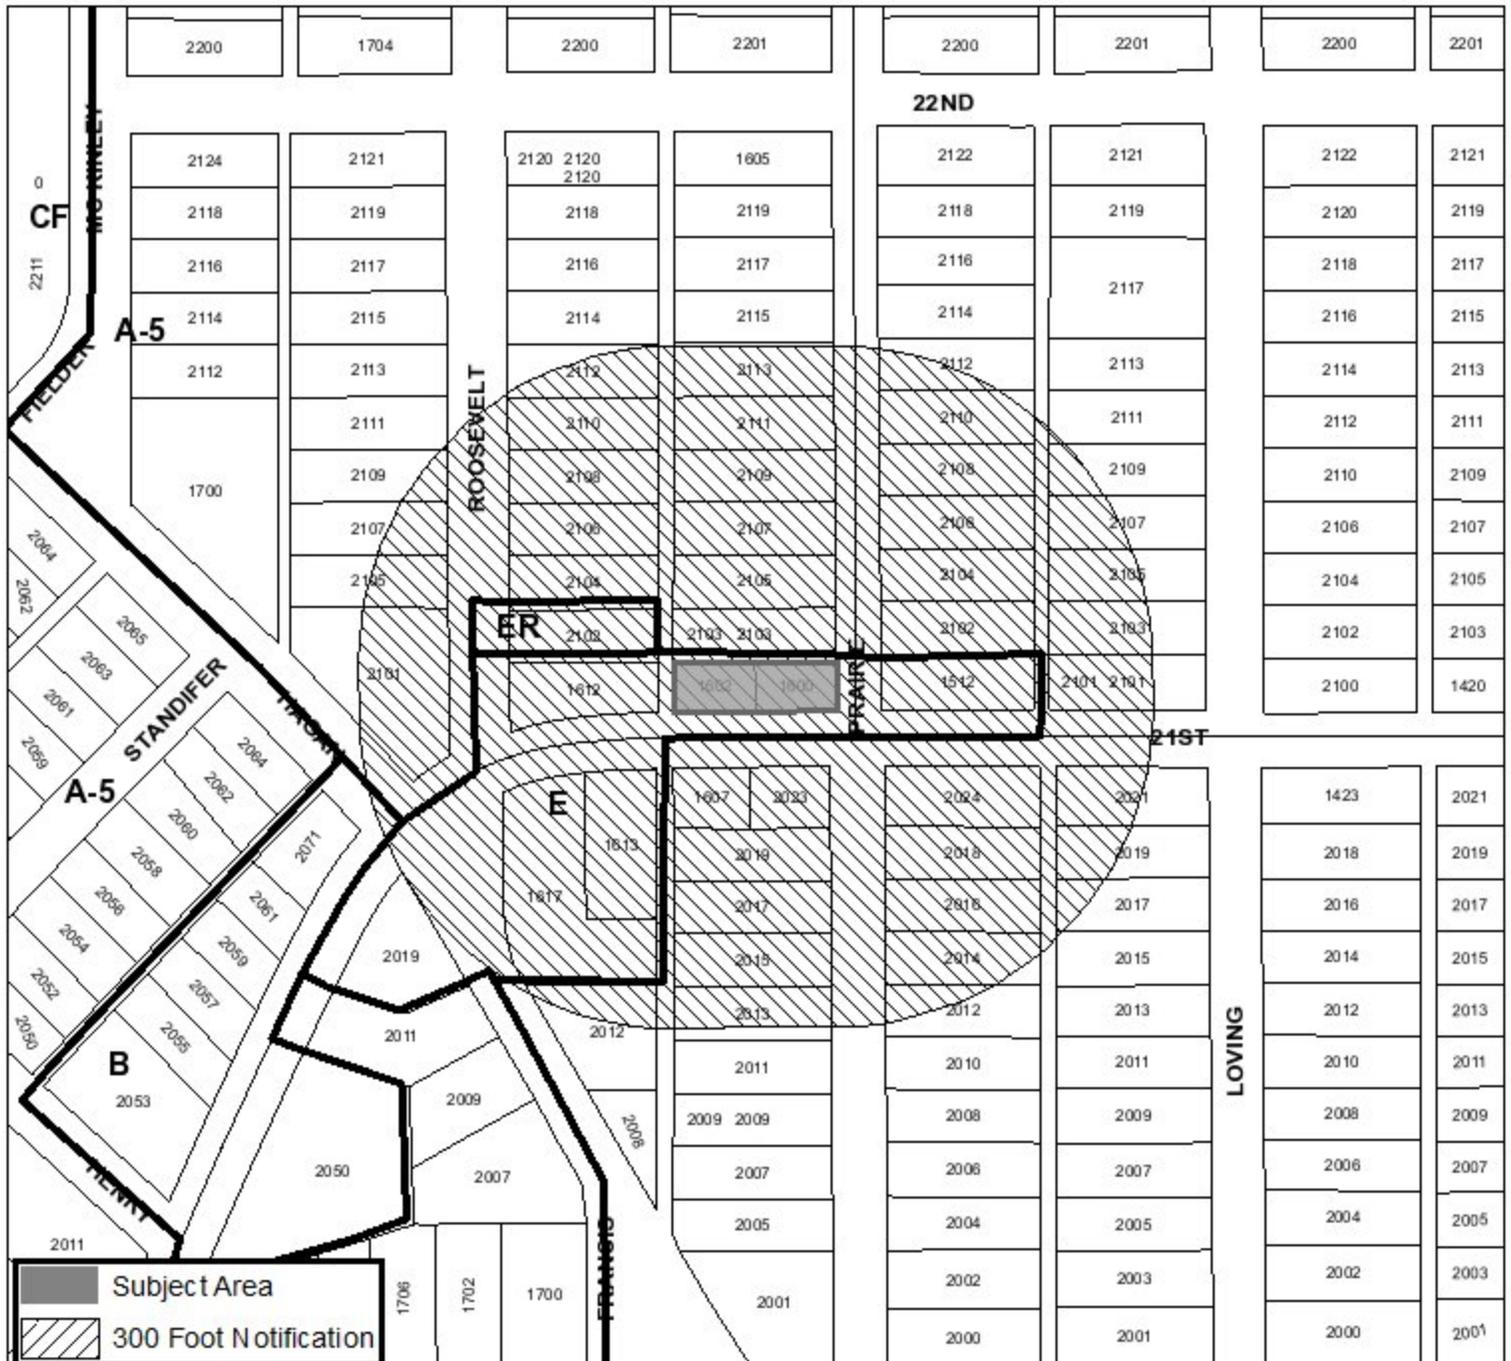 2200 1704 2200 2201 2200 2201 2200 2201
22ND
MC KINLEY
2124 2121 2120 2120 1605 2122 2121 2122 2121
2120
0
CF
2118 2119 2118 2119 2118 2119 2120 2119
2211
2116 2117 2116 2117 2116 2117 2118 2117
A-5
2114 2115 2114 2115 2114 2116 2115
FIELDER
2112 2113 2112 2113 2112 2113 2114 2113
ROOSEVELT
2111 2110 2111 2110 2111 2112 2111
1700 2109 2108 2109 2108 2109 2110 2109
2064 2107 2106 2107 2106 2107 2106 2107
2062 2105 2104 2105 2104 2105 2104 2105
2065 ER 2102 2103 2103 2102 2103 2102 2103
2063 2101 1612 1602 1600 PRAIRIE 1512 2101 2101 2100 1420
2061
STANDIFER
HAGAN
2059
21ST
2064
A-5
2062 E 1607 2023 2024 2021 1423 2021
2060
2071 1613 2019 2018 2019 2018 2019
2058
2056 2061 1617 2017 2016 2017 2016 2017
2054 2059 2019 2015 2014 2015 2014 2015
2052 2057 2013 2012 2013 2012 2013
2050 2055 2011 2012
B
2011 2010 2011 2010 2011
LOVING
2053 2009 2008 2009 2009 2008 2009 2008 2009
HENRY
2050 2007 2007 2006 2007 2006 2007
2011 2005 2004 2005 2004 2005
FRANCIS
1706 1702 1700 2001 2002 2003 2002 2003
2000 2001 2000 2001
Subject Area
300 Foot Notification